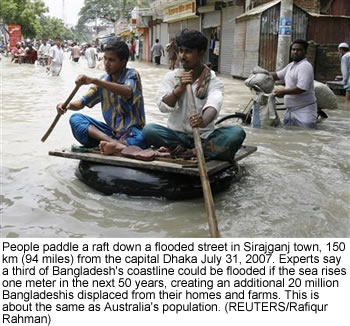 People paddle a raft down a flooded street in Sirajganj town, 150
km (94 miles) from the capital Dhaka July 31, 2007. Experts say
a third of Bangladesh's coastline could be flooded if the sea rises
one meter in the next 50 years, creating an additional 20 million
Bangladeshis displaced from their homes and farms. This is
about the same as Australia's population. (REUTERS/Rafiqur
Rahman)